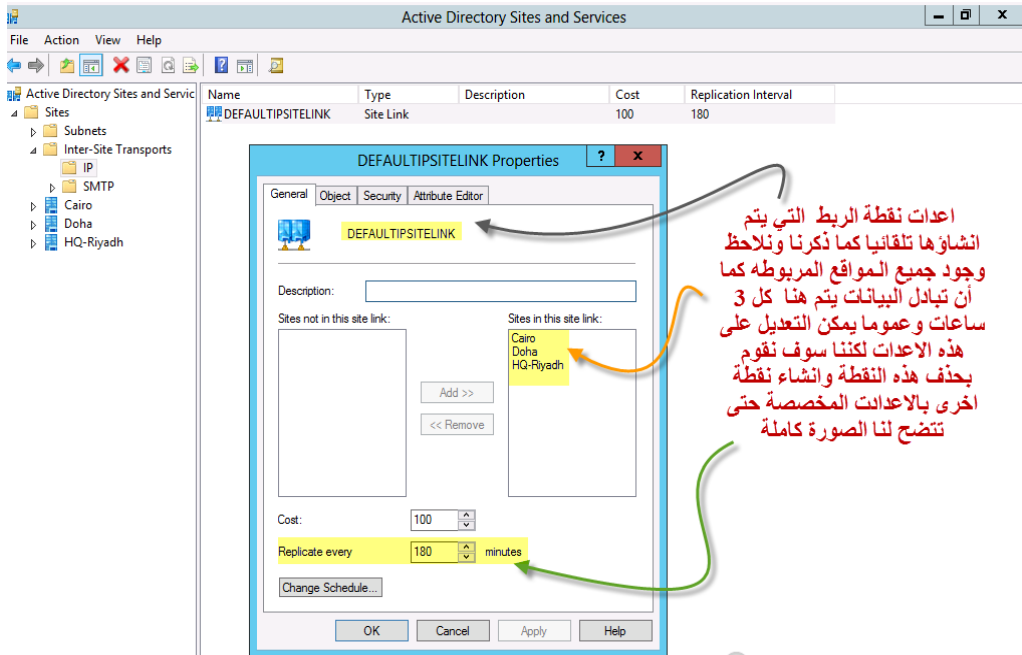 Active Directory Sites and Services
File Action View Help
Active Directory Sites and Servic
Sites
Subnets
Inter-Site Transports
IP
SMTP
Cairo
Doha
HQ-Riyadh
Name Type Description Cost Replication Interval
DEFAULTIPSITELINK Site Link 100 180
DEFAULTIPSITELINK Properties ? x
General Object Security Attribute Editor
DEFAULTIPSITELINK
Description:
Sites not in this site link: Sites in this site link:
Cairo
Doha
HQ-Riyadh
Add >>
<< Remove
Cost: 100
Replicate every 180 minutes
Change Schedule...
OK Cancel Apply Help
اعدات نقطة الربط التي يتم
انشاؤها تلقائيا كما ذكرنا ونلاحظ
وجود جميع المواقع المربوطه كما
أن تبادل البيانات يتم هنا كل 3
ساعات وعموما يمكن التعديل على
هذه الاعدات لكننا سوف نقوم
بحذف هذه النقطة وانشاء نقطة
اخرى بالاعدادت المخصصة حتى
تتضح لنا الصورة كاملة